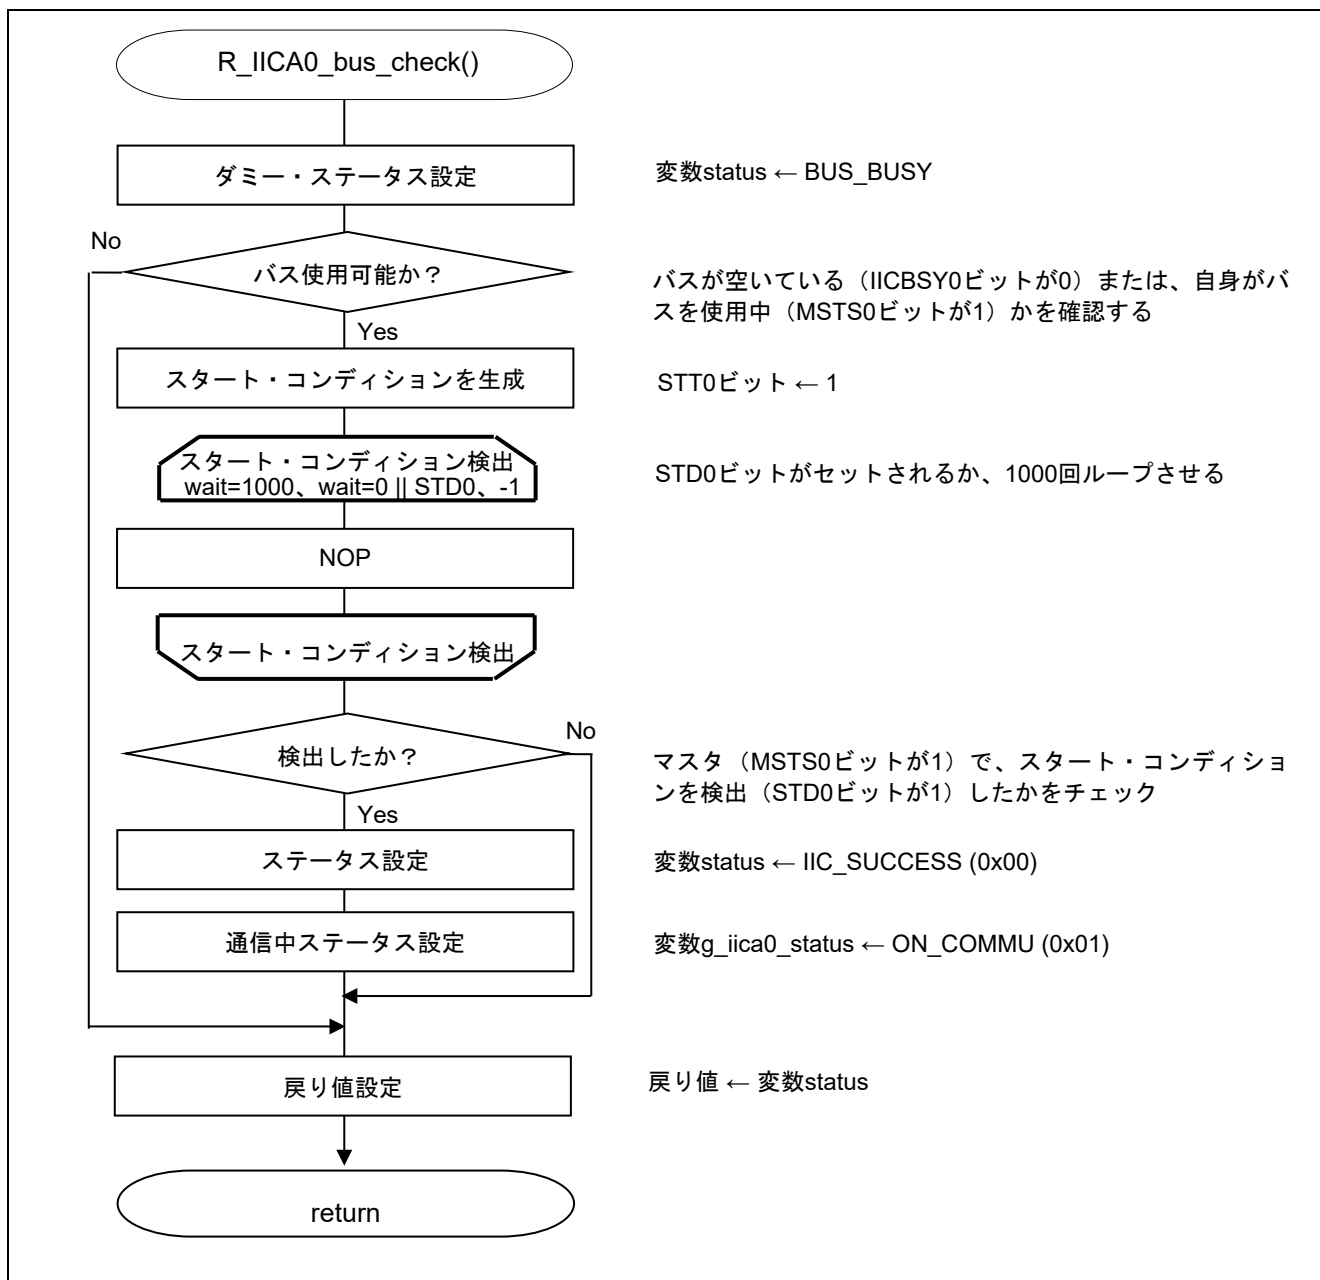 R_IICA0_bus_check()
ダミー・ステータス設定
変数status ← BUS_BUSY
No
バス使用可能か？
バスが空いている（IICBSY0ビットが0）または、自身がバ
スを使用中（MSTS0ビットが1）かを確認する
Yes
スタート・コンディションを生成
STT0ビット ← 1
スタート・コンディション検出
wait=1000、wait=0 || STD0、-1
STD0ビットがセットされるか、1000回ループさせる
NOP
スタート・コンディション検出
No
検出したか？
マスタ（MSTS0ビットが1）で、スタート・コンディショ
ンを検出（STD0ビットが1）したかをチェック
Yes
ステータス設定
変数status ← IIC_SUCCESS (0x00)
通信中ステータス設定
変数g_iica0_status ← ON_COMMU (0x01)
戻り値設定
戻り値 ← 変数status
return